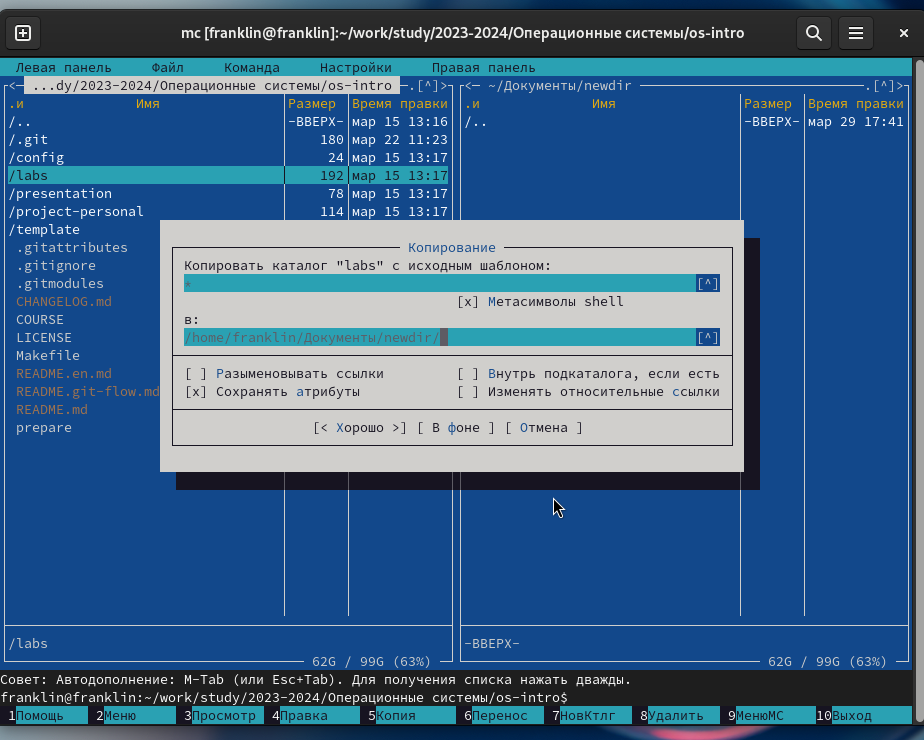 mc [franklin@franklin]:~/work/study/2023-2024/Операционные системы/os-intro
Левая панель Файл Команда Настройки Правая панель
<─ ...dy/2023-2024/Операционные системы/os-intro ─.[^]>
.и Имя Размер Время правки
/.. -ВВЕРХ- мар 15 13:16
/.git 180 мар 22 11:23
/config 24 мар 15 13:17
/labs 192 мар 15 13:17
/presentation 78 мар 15 13:17
/project-personal 114 мар 15 13:17
/template
.gitattributes
.gitignore
.gitmodules
CHANGELOG.md
COURSE
LICENSE
Makefile
README.en.md
README.git-flow.md
README.md
prepare
/labs
62G / 99G (63%)
<─ ~/Документы/newdir ─.[^]>
.и Имя Размер Время правки
/.. -ВВЕРХ- мар 29 17:41
-ВВЕРХ-
62G / 99G (63%)
Копирование
Копировать каталог "labs" с исходным шаблоном:
* [^]
[x] Метасимволы shell
в:
/home/franklin/Документы/newdir/ [^]
[ ] Разыменовывать ссылки [ ] Внутрь подкаталога, если есть
[x] Сохранять атрибуты [ ] Изменять относительные ссылки
[< Хорошо >] [ В фоне ] [ Отмена ]
Совет: Автодополнение: M-Tab (или Esc+Tab). Для получения списка нажать дважды.
franklin@franklin:~/work/study/2023-2024/Операционные системы/os-intro$
1Помощь 2Меню 3Просмотр 4Правка 5Копия 6Перенос 7НовКтлг 8Удалить 9МенюМС 10Выход